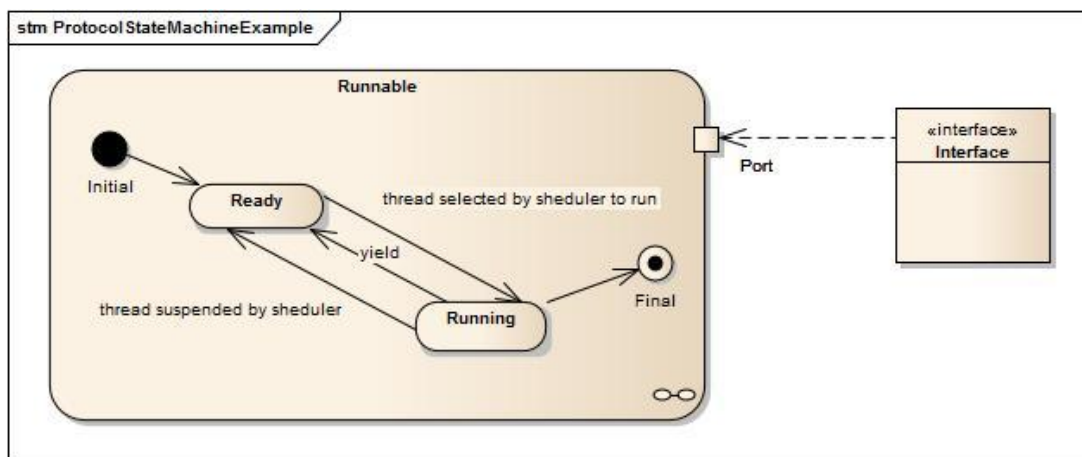 stm ProtocolStateMachineExample
Runnable
«interface»
Interface
Port
Initial
Ready
thread selected by sheduler to run
yield
thread suspended by sheduler
Running
Final